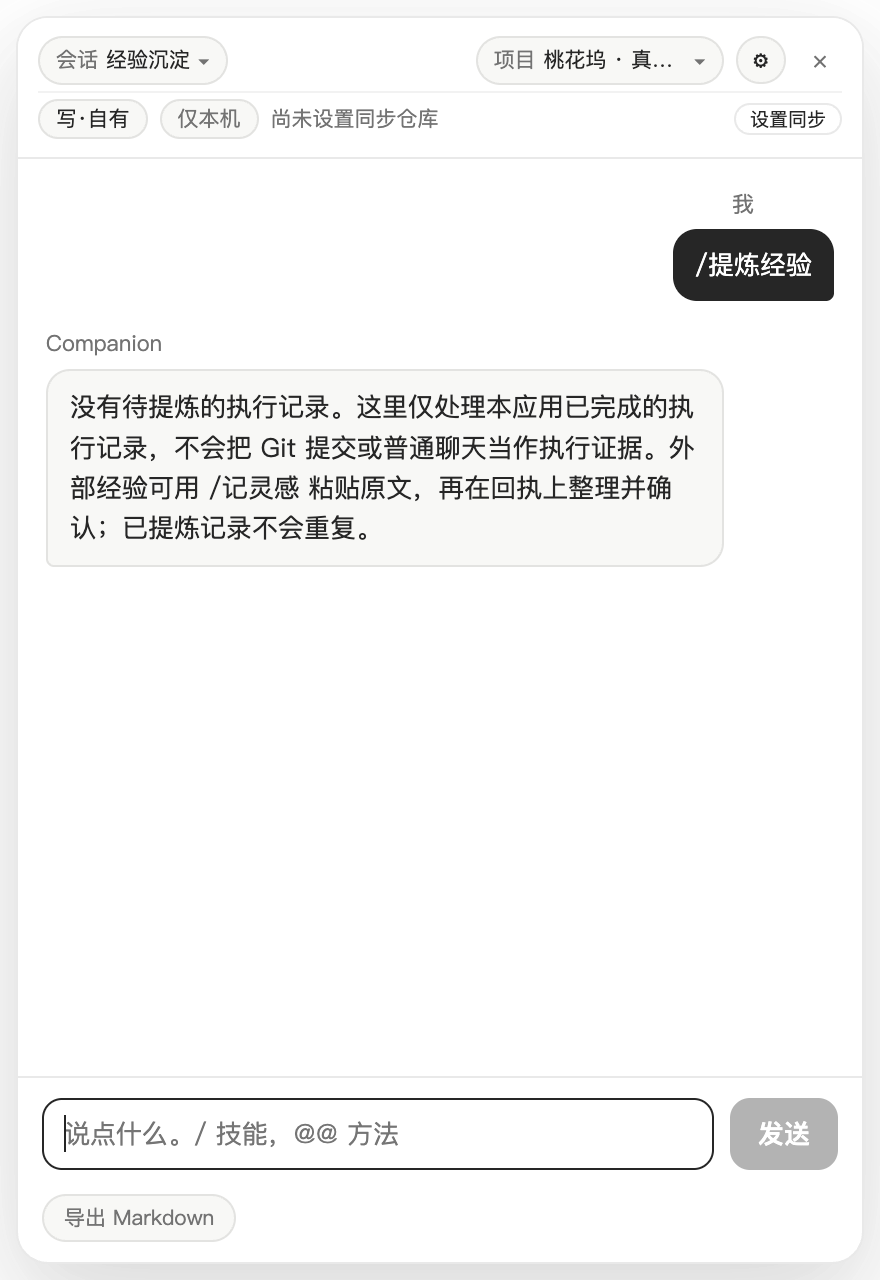 会话 经验沉淀
项目 桃花坞 · 真...
写·自有
仅本机
尚未设置同步仓库
设置同步
我
/提炼经验
Companion
没有待提炼的执行记录。这里仅处理本应用已完成的执
行记录，不会把 Git 提交或普通聊天当作执行证据。外
部经验可用 /记灵感 粘贴原文，再在回执上整理并确
认；已提炼记录不会重复。
说点什么。/ 技能，@@ 方法
发送
导出 Markdown